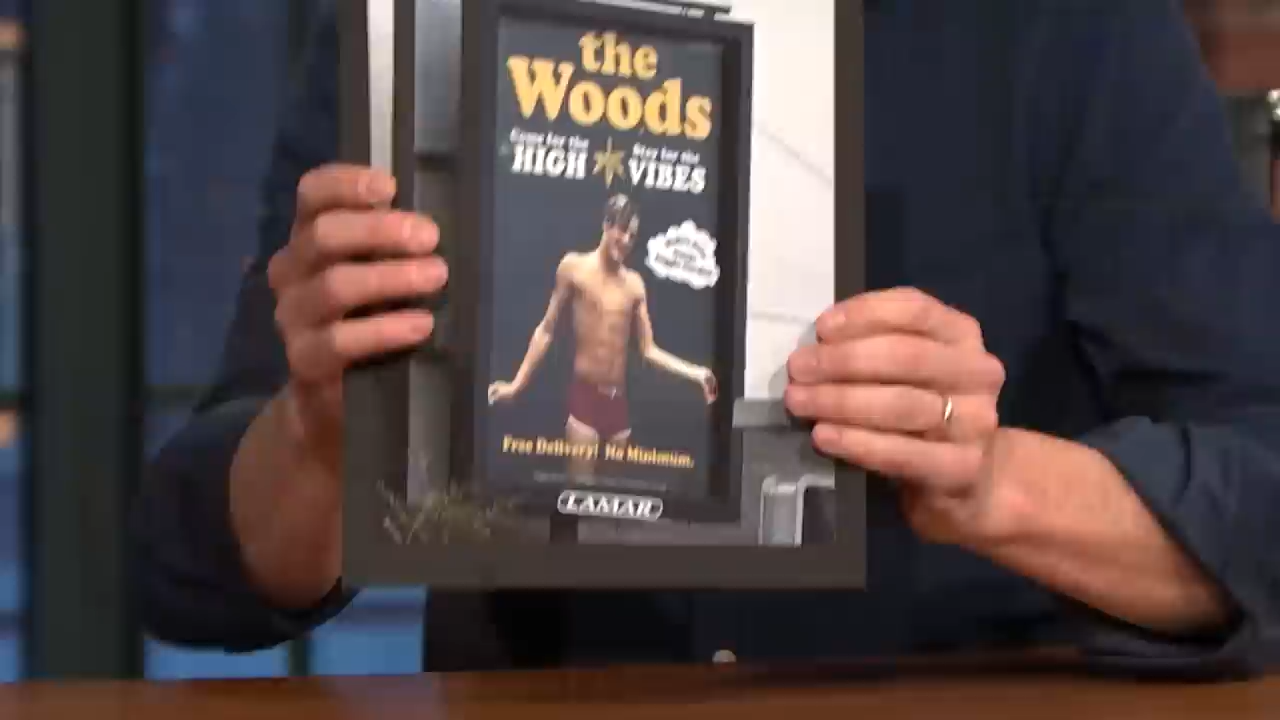 the
Woods
Come for the
HIGH
Stay for the
VIBES
Free Delivery! No Minimum.
LAMAR